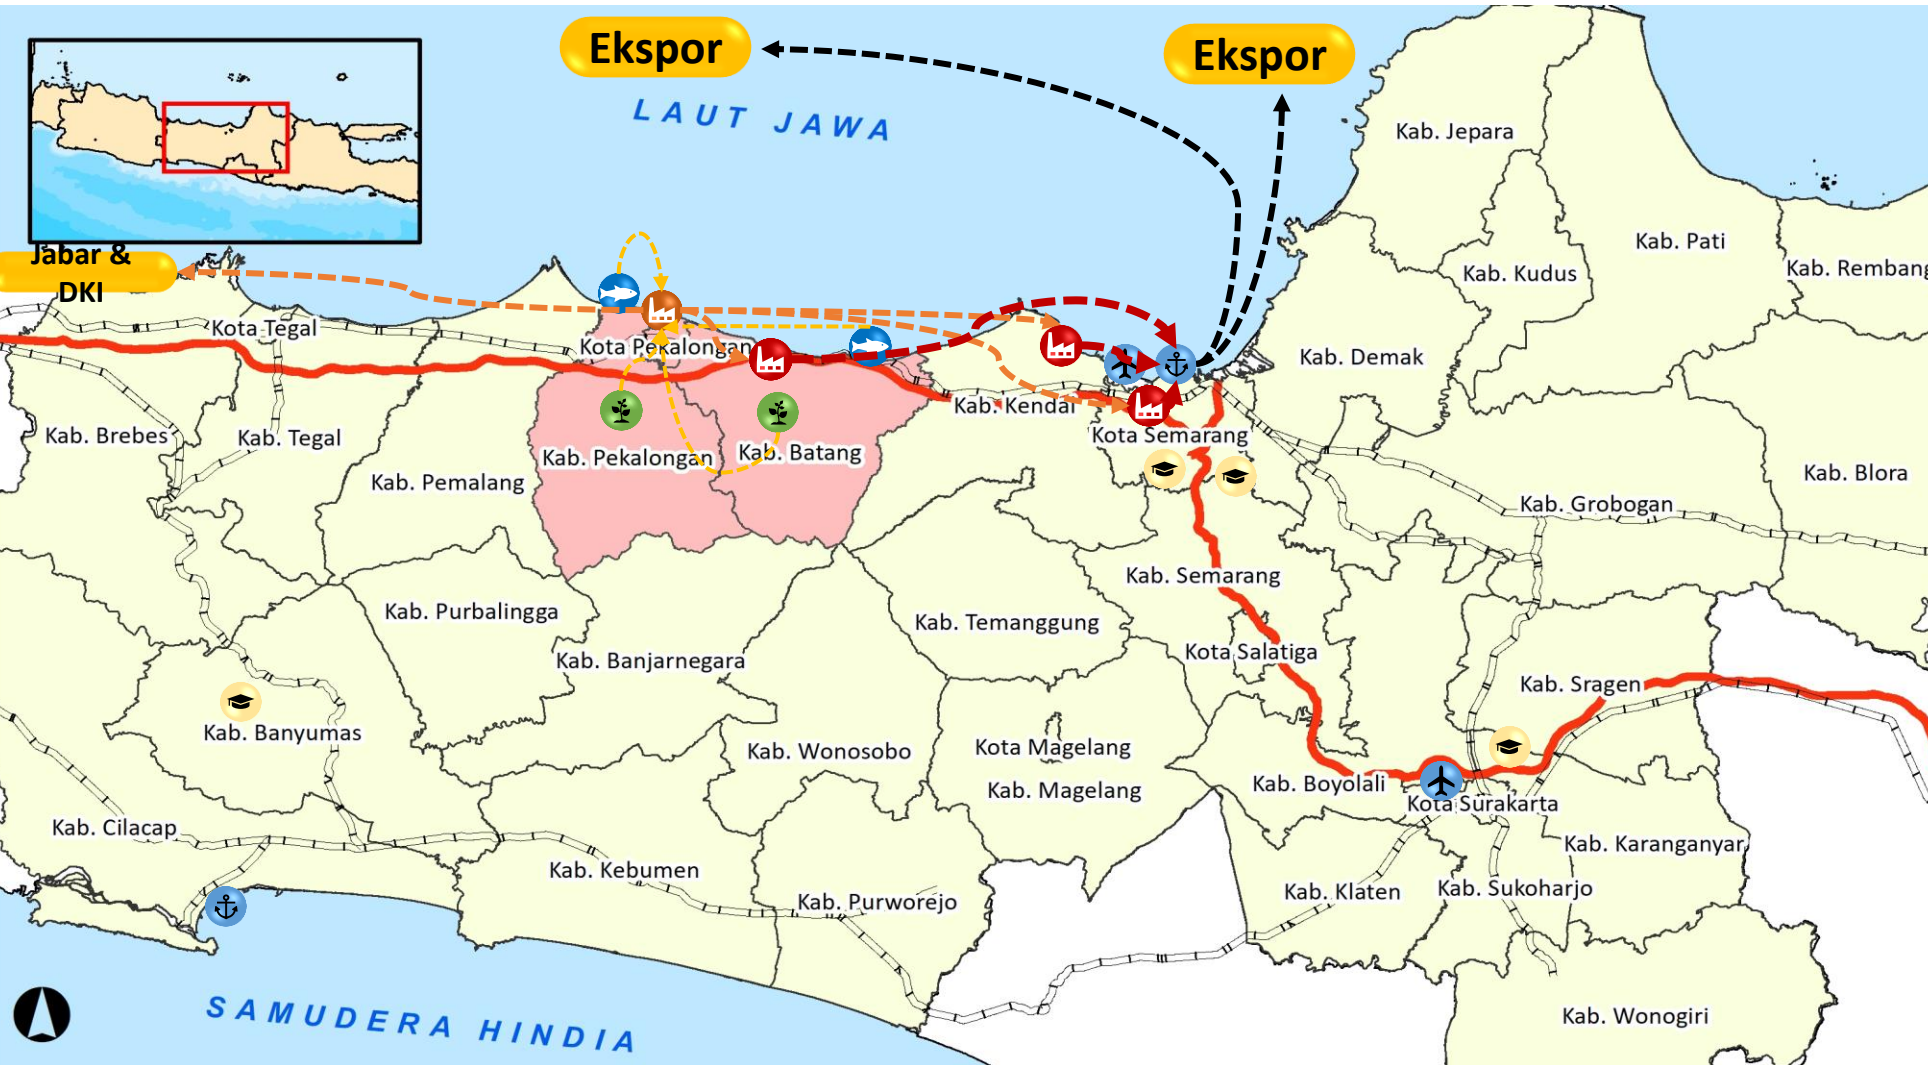 Ekspor
Ekspor
LAUT JAWA
Kab. Jepara
Kab. Pati
Jabar &
DKI
Kab. Kudus
Kab. Rembang
Kota Tegal
Kota Pekalongan
Kab. Demak
Kab. Kendal
Kab. Brebes
Kab. Tegal
Kota Semarang
Kab. Pekalongan
Kab. Batang
Kab. Pemalang
Kab. Blora
Kab. Grobogan
Kab. Semarang
Kab. Purbalingga
Kab. Temanggung
Kab. Banjarnegara
Kota Salatiga
Kab. Sragen
Kab. Banyumas
Kab. Wonosobo
Kota Magelang
Kab. Magelang
Kab. Boyolali
Kota Surakarta
Kab. Cilacap
Kab. Karanganyar
Kab. Kebumen
Kab. Klaten
Kab. Sukoharjo
Kab. Purworejo
SAMUDERA HINDIA
Kab. Wonogiri